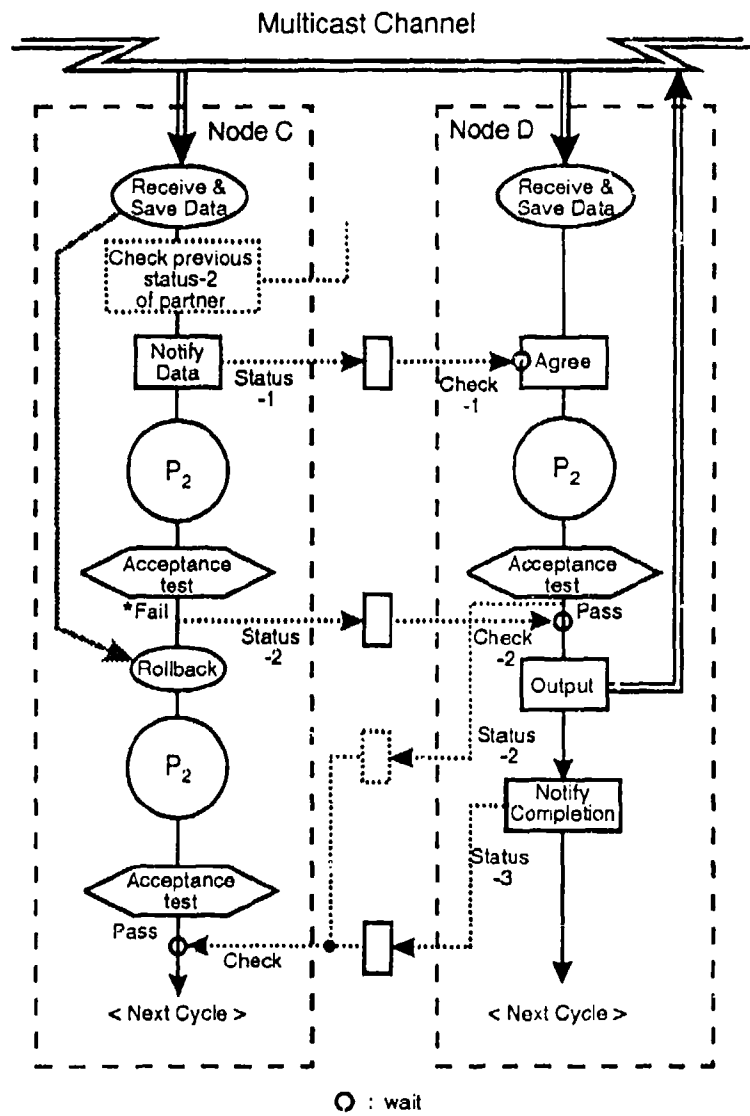 Multicast Channel
Node C
Node D
Receive &
Save Data
Receive &
Save Data
Check previous
status-2
of partner
Notify
Data
Status
-1
Check
-1
Agree
P2
P2
Acceptance
test
Acceptance
test
*Fail
Pass
Status
-2
Check
-2
Rollback
Output
Status
-2
P2
Notify
Completion
Status
-3
Acceptance
test
Pass
Check
< Next Cycle >
< Next Cycle >
: wait